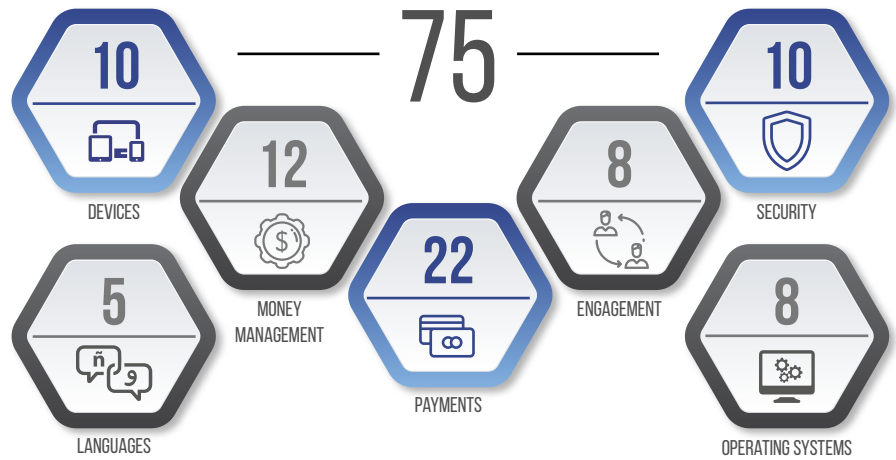 75
10
DEVICES
12
MONEY
MANAGEMENT
22
PAYMENTS
8
ENGAGEMENT
10
SECURITY
5
ñ
و
LANGUAGES
$
8
OPERATING SYSTEMS